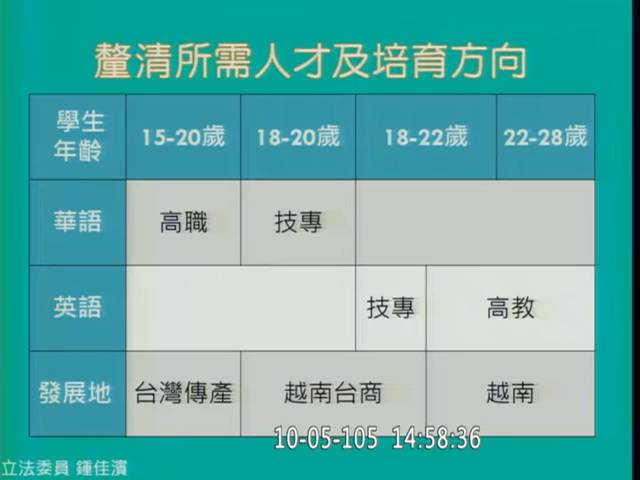 釐清所需人才及培育方向
學生
年齡
15-20歲
18-20歲
18-22歲
22-28歲
華語
高職
技專
英語
技專
高教
發展地
台灣傳產
越南台商
越南
10-05-105 14:58:36
立法委員 鍾佳濱